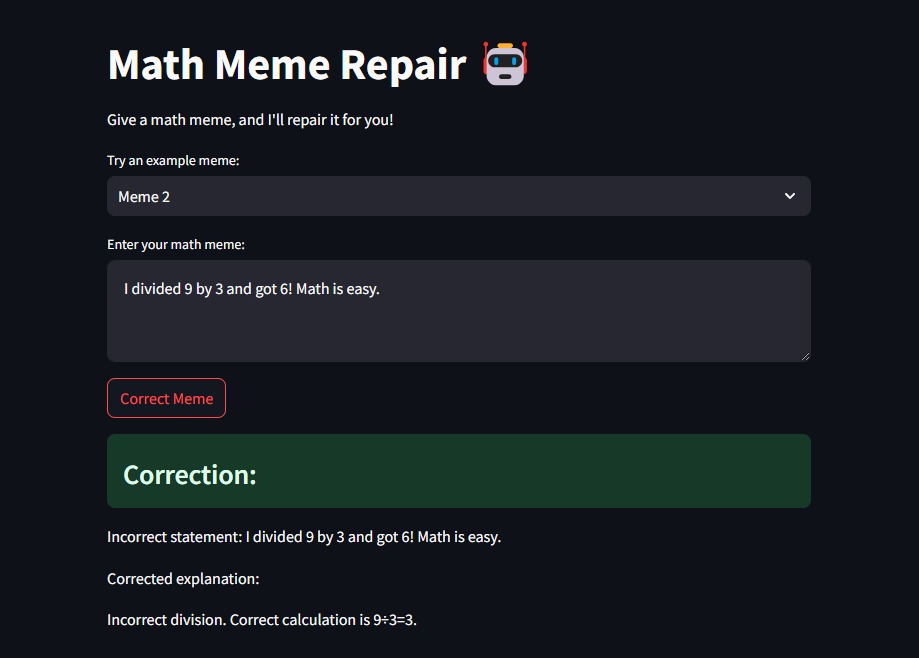 Math Meme Repair
Give a math meme, and I'll repair it for you!
Try an example meme:
Meme 2
Enter your math meme:
I divided 9 by 3 and got 6! Math is easy.
Correct Meme
Correction:
Incorrect statement: I divided 9 by 3 and got 6! Math is easy.
Corrected explanation:
Incorrect division. Correct calculation is 9÷3=3.